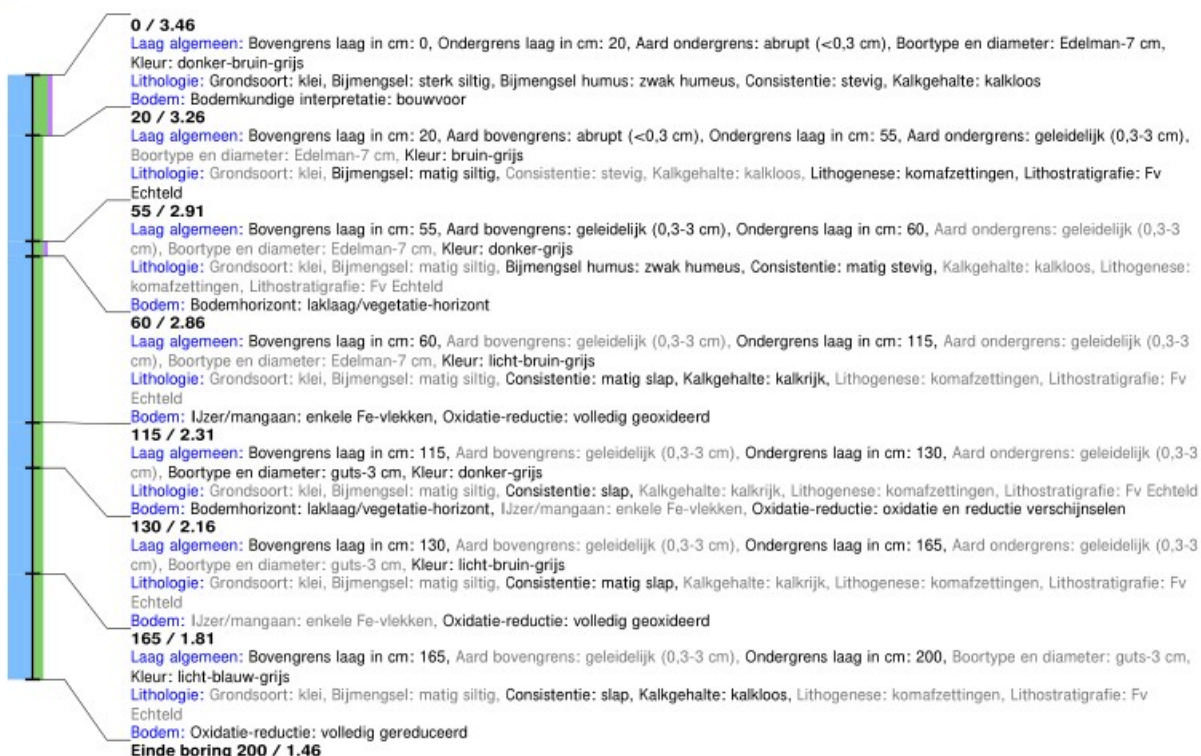 0 / 3.46
Laag algemeen: Bovengrens laag in cm: 0, Ondergrens laag in cm: 20, Aard ondergrens: abrupt (<0,3 cm), Boortype en diameter: Edelman-7 cm,
Kleur: donker-bruin-grijs
Lithologie: Grondsoort: klei, Bijmengsel: sterk siltig, Bijmengsel humus: zwak humeus, Consistentie: stevig, Kalkgehalte: kalkloos
Bodem: Bodemkundige interpretatie: bouwvoor
20 / 3.26
Laag algemeen: Bovengrens laag in cm: 20, Aard bovengrens: abrupt (<0,3 cm), Ondergrens laag in cm: 55, Aard ondergrens: geleidelijk (0,3-3 cm),
Boortype en diameter: Edelman-7 cm, Kleur: bruin-grijs
Lithologie: Grondsoort: klei, Bijmengsel: matig siltig, Consistentie: stevig, Kalkgehalte: kalkloos, Lithogenese: komafzettingen, Lithostratigrafie: Fv
Echteld
55 / 2.91
Laag algemeen: Bovengrens laag in cm: 55, Aard bovengrens: geleidelijk (0,3-3 cm), Ondergrens laag in cm: 60, Aard ondergrens: geleidelijk (0,3-3
cm), Boortype en diameter: Edelman-7 cm, Kleur: donker-grijs
Lithologie: Grondsoort: klei, Bijmengsel: matig siltig, Bijmengsel humus: zwak humeus, Consistentie: matig stevig, Kalkgehalte: kalkloos, Lithogenese:
komafzettingen, Lithostratigrafie: Fv Echteld
Bodem: Bodemhorizont: laklaag/vegetatie-horizont
60 / 2.86
Laag algemeen: Bovengrens laag in cm: 60, Aard bovengrens: geleidelijk (0,3-3 cm), Ondergrens laag in cm: 115, Aard ondergrens: geleidelijk (0,3-3
cm), Boortype en diameter: Edelman-7 cm, Kleur: licht-bruin-grijs
Lithologie: Grondsoort: klei, Bijmengsel: matig siltig, Consistentie: matig slap, Kalkgehalte: kalkrijk, Lithogenese: komafzettingen, Lithostratigrafie: Fv
Echteld
Bodem: IJzer/mangaan: enkele Fe-vlekken, Oxidatie-reductie: volledig geoxideerd
115 / 2.31
Laag algemeen: Bovengrens laag in cm: 115, Aard bovengrens: geleidelijk (0,3-3 cm), Ondergrens laag in cm: 130, Aard ondergrens: geleidelijk (0,3-3
cm), Boortype en diameter: guts-3 cm, Kleur: donker-grijs
Lithologie: Grondsoort: klei, Bijmengsel: matig siltig, Consistentie: slap, Kalkgehalte: kalkrijk, Lithogenese: komafzettingen, Lithostratigrafie: Fv Echteld
Bodem: Bodemhorizont: laklaag/vegetatie-horizont, IJzer/mangaan: enkele Fe-vlekken, Oxidatie-reductie: oxidatie en reductie verschijnselen
130 / 2.16
Laag algemeen: Bovengrens laag in cm: 130, Aard bovengrens: geleidelijk (0,3-3 cm), Ondergrens laag in cm: 165, Aard ondergrens: geleidelijk (0,3-3
cm), Boortype en diameter: guts-3 cm, Kleur: licht-bruin-grijs
Lithologie: Grondsoort: klei, Bijmengsel: matig siltig, Consistentie: matig slap, Kalkgehalte: kalkrijk, Lithogenese: komafzettingen, Lithostratigrafie: Fv
Echteld
Bodem: IJzer/mangaan: enkele Fe-vlekken, Oxidatie-reductie: volledig geoxideerd
165 / 1.81
Laag algemeen: Bovengrens laag in cm: 165, Aard bovengrens: geleidelijk (0,3-3 cm), Ondergrens laag in cm: 200, Boortype en diameter: guts-3 cm,
Kleur: licht-blauw-grijs
Lithologie: Grondsoort: klei, Bijmengsel: matig siltig, Consistentie: slap, Kalkgehalte: kalkloos, Lithogenese: komafzettingen, Lithostratigrafie: Fv
Echteld
Bodem: Oxidatie-reductie: volledig gereduceerd
Einde boring 200 / 1.46